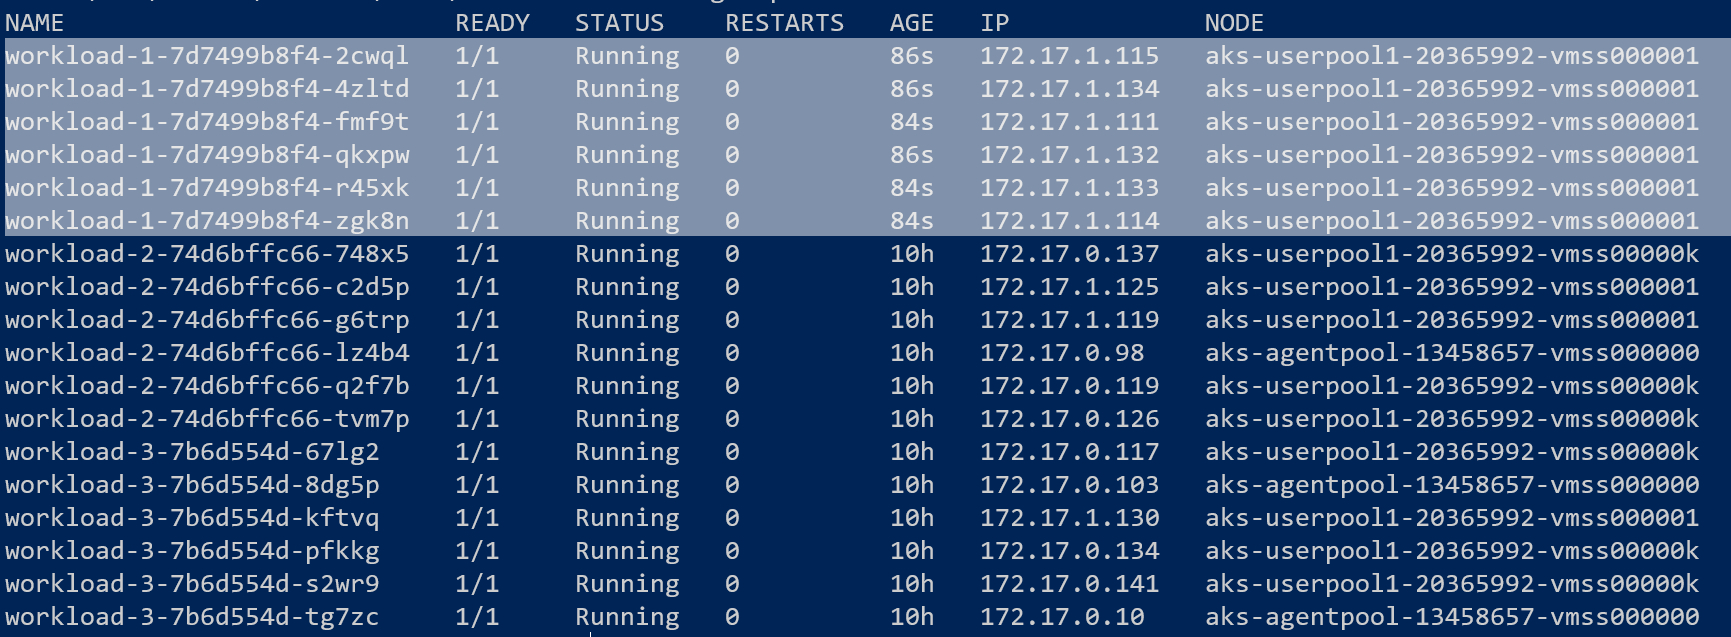 NAME READY STATUS RESTARTS AGE IP NODE
workload-1-7d7499b8f4-2cwql 1/1 Running 0 86s 172.17.1.115 aks-userpool1-20365992-vmss000001
workload-1-7d7499b8f4-4zltd 1/1 Running 0 86s 172.17.1.134 aks-userpool1-20365992-vmss000001
workload-1-7d7499b8f4-fmf9t 1/1 Running 0 84s 172.17.1.111 aks-userpool1-20365992-vmss000001
workload-1-7d7499b8f4-qkxpw 1/1 Running 0 86s 172.17.1.132 aks-userpool1-20365992-vmss000001
workload-1-7d7499b8f4-r45xk 1/1 Running 0 84s 172.17.1.133 aks-userpool1-20365992-vmss000001
workload-1-7d7499b8f4-zgk8n 1/1 Running 0 84s 172.17.1.114 aks-userpool1-20365992-vmss000001
workload-2-74d6bffc66-748x5 1/1 Running 0 10h 172.17.0.137 aks-userpool1-20365992-vmss00000k
workload-2-74d6bffc66-c2d5p 1/1 Running 0 10h 172.17.1.125 aks-userpool1-20365992-vmss000001
workload-2-74d6bffc66-g6trp 1/1 Running 0 10h 172.17.1.119 aks-userpool1-20365992-vmss000001
workload-2-74d6bffc66-lz4b4 1/1 Running 0 10h 172.17.0.98 aks-agentpool-13458657-vmss000000
workload-2-74d6bffc66-q2f7b 1/1 Running 0 10h 172.17.0.119 aks-userpool1-20365992-vmss00000k
workload-2-74d6bffc66-tvm7p 1/1 Running 0 10h 172.17.0.126 aks-userpool1-20365992-vmss00000k
workload-3-7b6d554d-67lg2 1/1 Running 0 10h 172.17.0.117 aks-userpool1-20365992-vmss00000k
workload-3-7b6d554d-8dg5p 1/1 Running 0 10h 172.17.0.103 aks-agentpool-13458657-vmss000000
workload-3-7b6d554d-kftvq 1/1 Running 0 10h 172.17.1.130 aks-userpool1-20365992-vmss000001
workload-3-7b6d554d-pfkkg 1/1 Running 0 10h 172.17.0.134 aks-userpool1-20365992-vmss00000k
workload-3-7b6d554d-s2wr9 1/1 Running 0 10h 172.17.0.141 aks-userpool1-20365992-vmss00000k
workload-3-7b6d554d-tg7zc 1/1 Running 0 10h 172.17.0.10 aks-agentpool-13458657-vmss000000